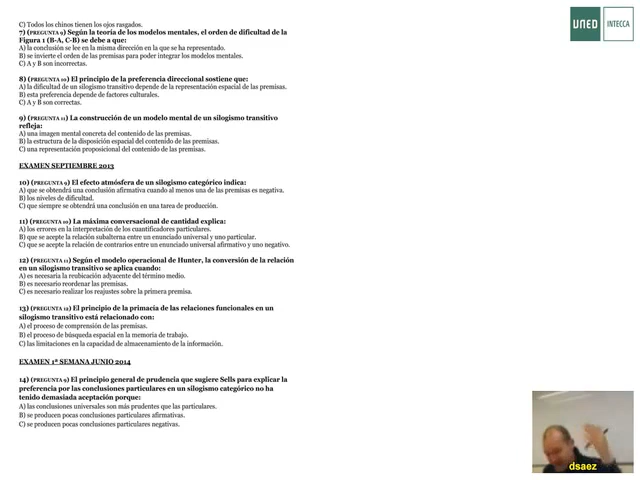 C) Todos los chinos tienen los ojos rasgados.
7) (PREGUNTA 9) Según la teoría de los modelos mentales, el orden de dificultad de la
Figura 1 (B-A, C-B) se debe a que:
A) la conclusión se lee en la misma dirección en la que se ha representado.
B) se invierte el orden de las premisas para poder integrar los modelos mentales.
C) A y B son incorrectas.
8) (PREGUNTA 10) El principio de la preferencia direccional sostiene que:
A) la dificultad de un silogismo transitivo depende de la representación espacial de las premisas.
B) esta preferencia depende de factores culturales.
C) A y B son correctas.
9) (PREGUNTA 11) La construcción de un modelo mental de un silogismo transitivo
refleja:
A) una imagen mental concreta del contenido de las premisas.
B) la estructura de la disposición espacial del contenido de las premisas.
C) una representación proposicional del contenido de las premisas.
EXAMEN SEPTIEMBRE 2013
10) (PREGUNTA 9) El efecto atmósfera de un silogismo categórico indica:
A) que se obtendrá una conclusión afirmativa cuando al menos una de las premisas es negativa.
B) los niveles de dificultad.
C) que siempre se obtendrá una conclusión en una tarea de producción.
11) (PREGUNTA 10) La máxima conversacional de cantidad explica:
A) los errores en la interpretación de los cuantificadores particulares.
B) que se acepte la relación subalterna entre un enunciado universal y uno particular.
C) que se acepte la relación de contrarios entre un enunciado universal afirmativo y uno negativo.
12) (PREGUNTA 11) Según el modelo operacional de Hunter, la conversión de la relación
en un silogismo transitivo se aplica cuando:
A) es necesaria la reubicación adyacente del término medio.
B) es necesario reordenar las premisas.
C) es necesario realizar los reajustes sobre la primera premisa.
13) (PREGUNTA 12) El principio de la primacía de las relaciones funcionales en un
silogismo transitivo está relacionado con:
A) el proceso de comprensión de las premisas.
B) el proceso de búsqueda espacial en la memoria de trabajo.
C) las limitaciones en la capacidad de almacenamiento de la información.
EXAMEN 1ª SEMANA JUNIO 2014
14) (PREGUNTA 9) El principio general de prudencia que sugiere Sells para explicar la
preferencia por las conclusiones particulares en un silogismo categórico no ha
tenido demasiada aceptación porque:
A) las conclusiones universales son más prudentes que las particulares.
B) se producen pocas conclusiones particulares afirmativas.
C) se producen pocas conclusiones particulares negativas.
UNED
INTECCA
dsaez